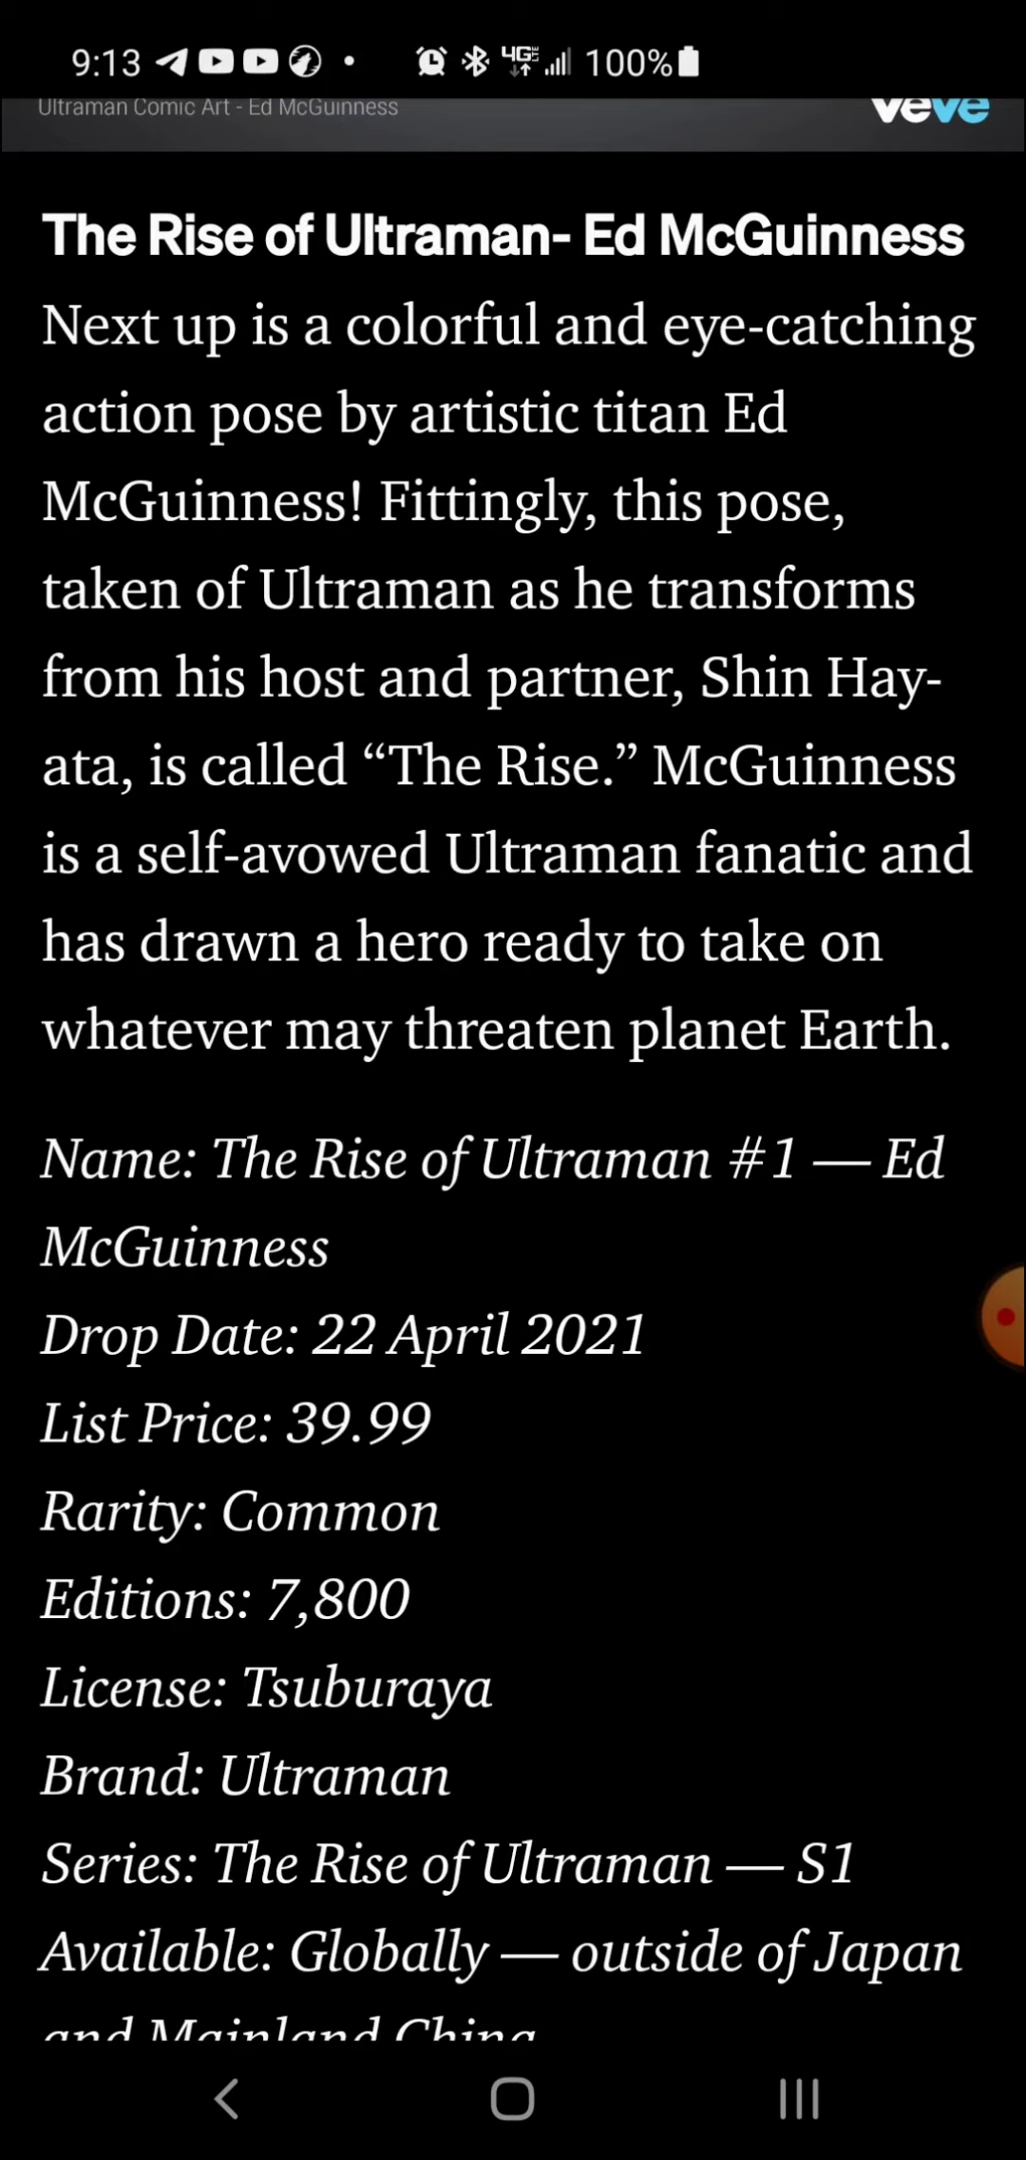 9:13 4G LTE 100%
Ultraman Comic Art - Ed McGuinness
veve
The Rise of Ultraman- Ed McGuinness
Next up is a colorful and eye-catching
action pose by artistic titan Ed
McGuinness! Fittingly, this pose,
taken of Ultraman as he transforms
from his host and partner, Shin Hay-
ata, is called “The Rise.” McGuinness
is a self-avowed Ultraman fanatic and
has drawn a hero ready to take on
whatever may threaten planet Earth.
Name: The Rise of Ultraman #1 — Ed
McGuinness
Drop Date: 22 April 2021
List Price: 39.99
Rarity: Common
Editions: 7,800
License: Tsuburaya
Brand: Ultraman
Series: The Rise of Ultraman — S1
Available: Globally — outside of Japan
and Mainland China